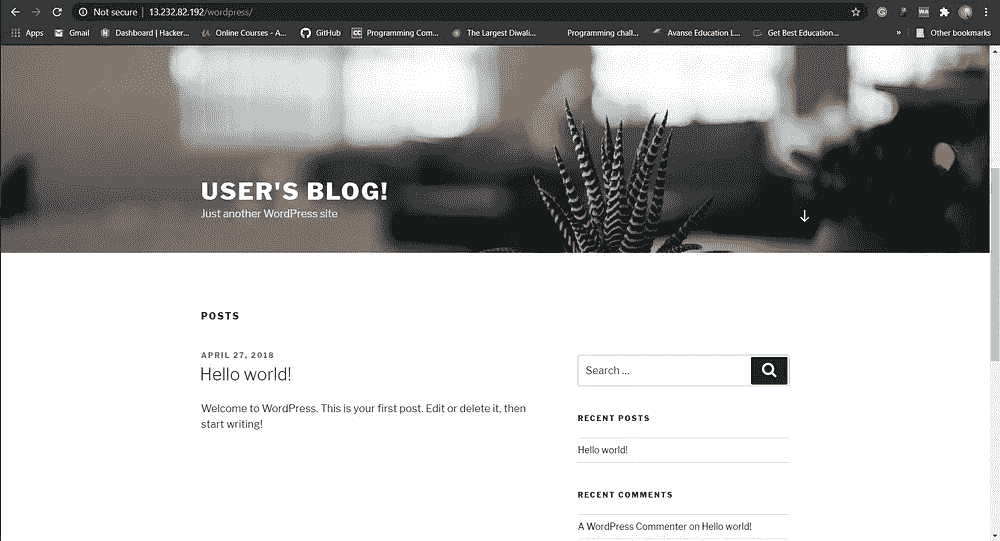 Not secure | 13.232.82.192/wordpress/
Apps Gmail Dashboard | Hacker... Online Courses - A... GitHub CC Programming Com... The Largest Diwali... Programming chall... Avanse Education L... Get Best Education... » Other bookmarks
USER'S BLOG!
Just another WordPress site
POSTS
APRIL 27, 2018
Hello world!
Welcome to WordPress. This is your first post. Edit or delete it, then
start writing!
Search …
RECENT POSTS
Hello world!
RECENT COMMENTS
A WordPress Commenter on Hello world!